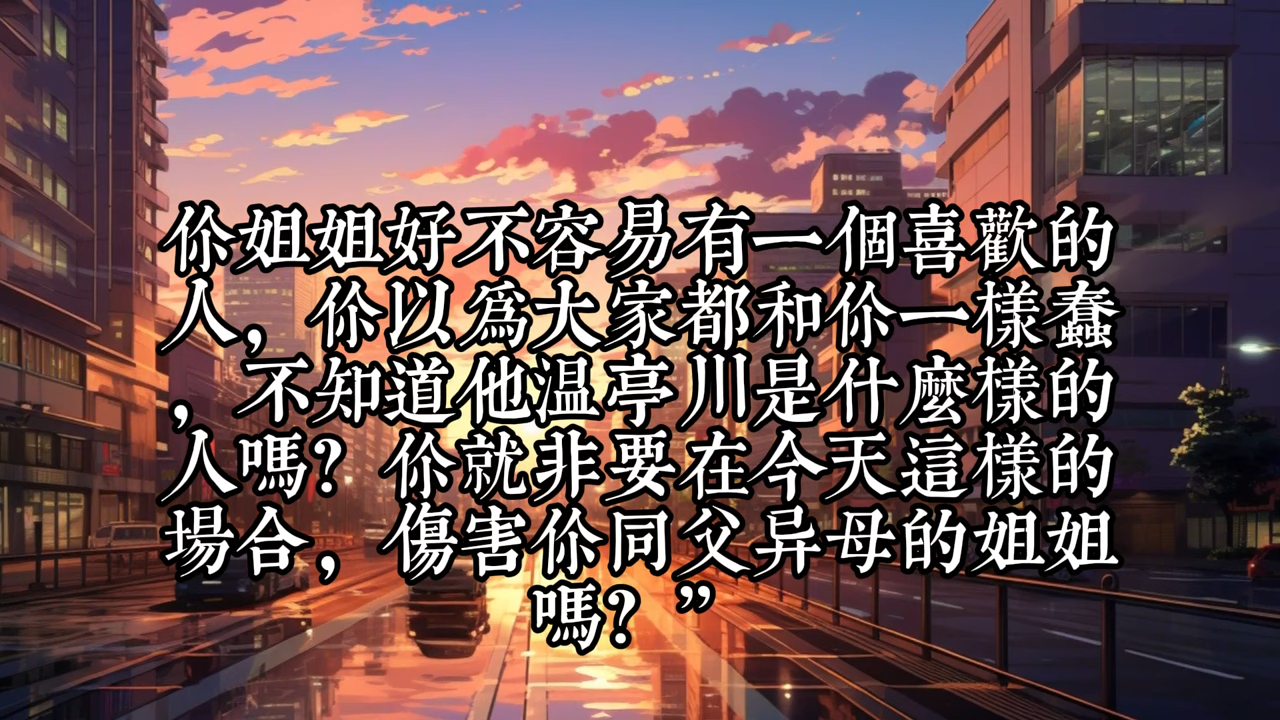 你姐姐好不容易有一個喜歡的
人，你以爲大家都和你一樣蠢
，不知道他温亭川是什麼樣的
人嗎？你就非要在今天這樣的
場合，傷害你同父异母的姐姐
嗎？”